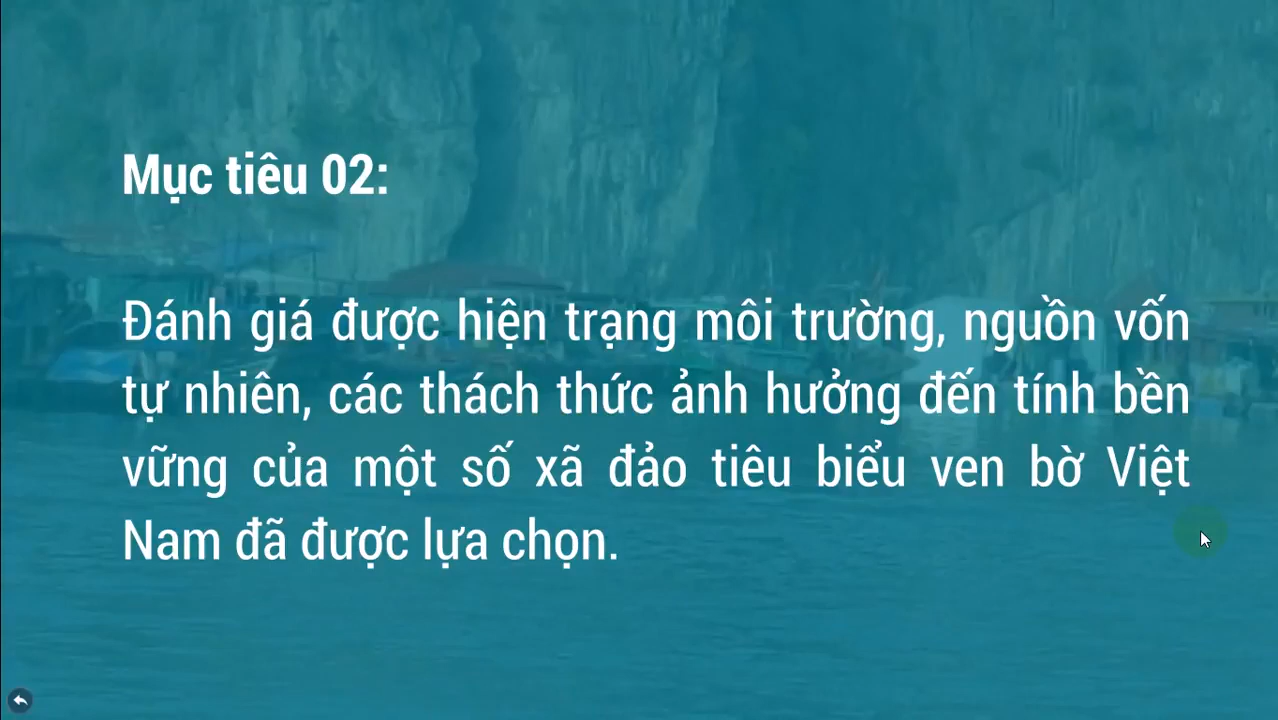 Mục tiêu 02:
Đánh giá được hiện trạng môi trường, nguồn vốn
tự nhiên, các thách thức ảnh hưởng đến tính bền
vững của một số xã đảo tiêu biểu ven bờ Việt
Nam đã được lựa chọn.